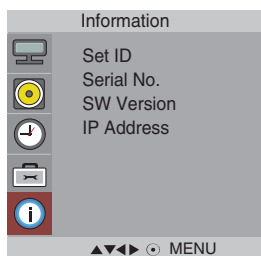 Information
Set ID
Serial No.
SW Version
IP Address
▲▼◀▶ ⊙ MENU